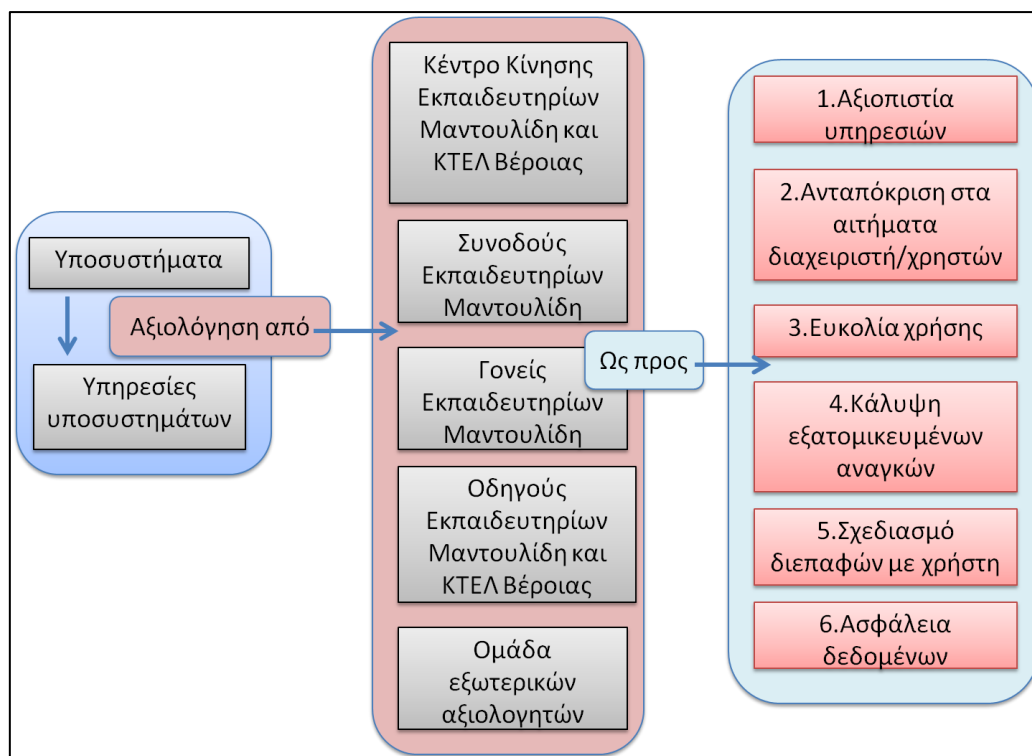 Υποσυστήματα
Υπηρεσίες
υποσυστημάτων
Αξιολόγηση από
Κέντρο Κίνησης
Εκπαιδευτηρίων
Μαντουλίδη και
ΚΤΕΛ Βέροιας
Συνοδούς
Εκπαιδευτηρίων
Μαντουλίδη
Γονείς
Εκπαιδευτηρίων
Μαντουλίδη
Οδηγούς
Εκπαιδευτηρίων
Μαντουλίδη και
ΚΤΕΛ Βέροιας
Ομάδα
εξωτερικών
αξιολογητών
Ως προς
1.Αξιοπιστία
υπηρεσιών
2.Ανταπόκριση στα
αιτήματα
διαχειριστή/χρηστών
3.Ευκολία χρήσης
4.Κάλυψη
εξατομικευμένων
αναγκών
5.Σχεδιασμό
διεπαφών με χρήστη
6.Ασφάλεια
δεδομένων